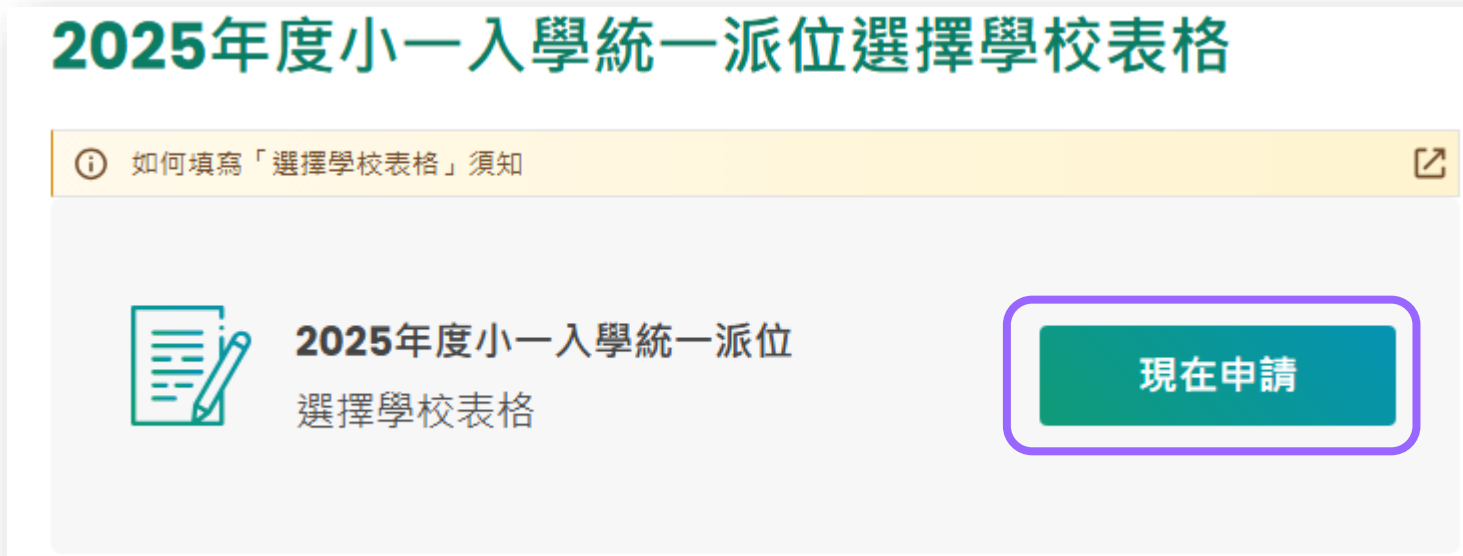 2025年度小一入學統一派位選擇學校表格
如何填寫「選擇學校表格」須知
2025年度小一入學統一派位
選擇學校表格
現在申請